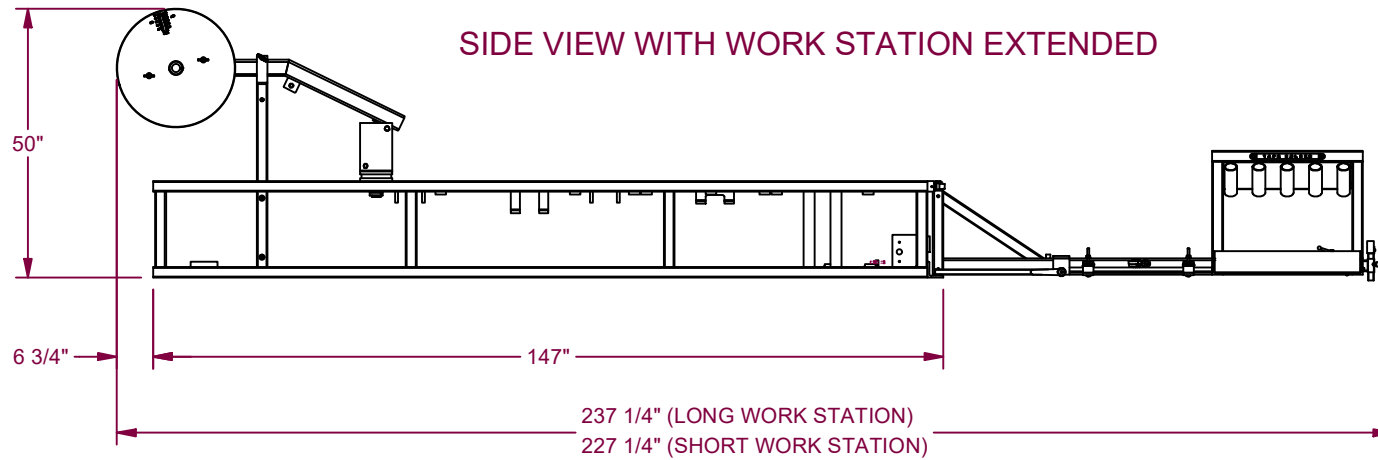 SIDE VIEW WITH WORK STATION EXTENDED
50"
6 3/4"
147"
237 1/4" (LONG WORK STATION)
227 1/4" (SHORT WORK STATION)